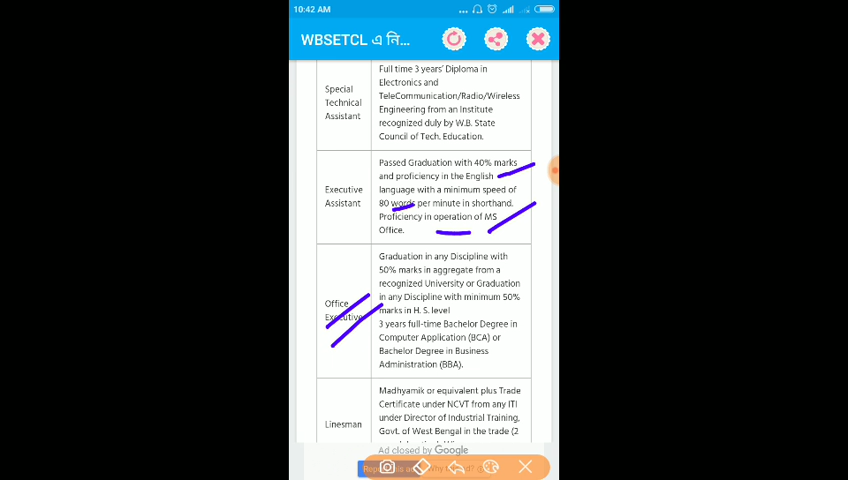 10:42 AM
WBSETCL এ নি...
Full time 3 years' Diploma in
Electronics and
Special
TeleCommunication/Radio/Wireless
Technical
Engineering from an Institute
Assistant
recognized duly by W.B. State
Council of Tech. Education.
Passed Graduation with 40% marks
and proficiency in the English
Executive
language with a minimum speed of
Assistant
80 words per minute in shorthand.
Proficiency in operation of MS
Office.
Graduation in any Discipline with
50% marks in aggregate from a
recognized University or Graduation
Office
in any Discipline with minimum 50%
Executive
marks in H. S. level
3 years full-time Bachelor Degree in
Computer Application (BCA) or
Bachelor Degree in Business
Administration (BBA).
Madhyamik or equivalent plus Trade
Certificate under NCVT from any ITI
Linesman
under Director of Industrial Training,
Govt. of West Bengal in the trade (2
Ad closed by Google